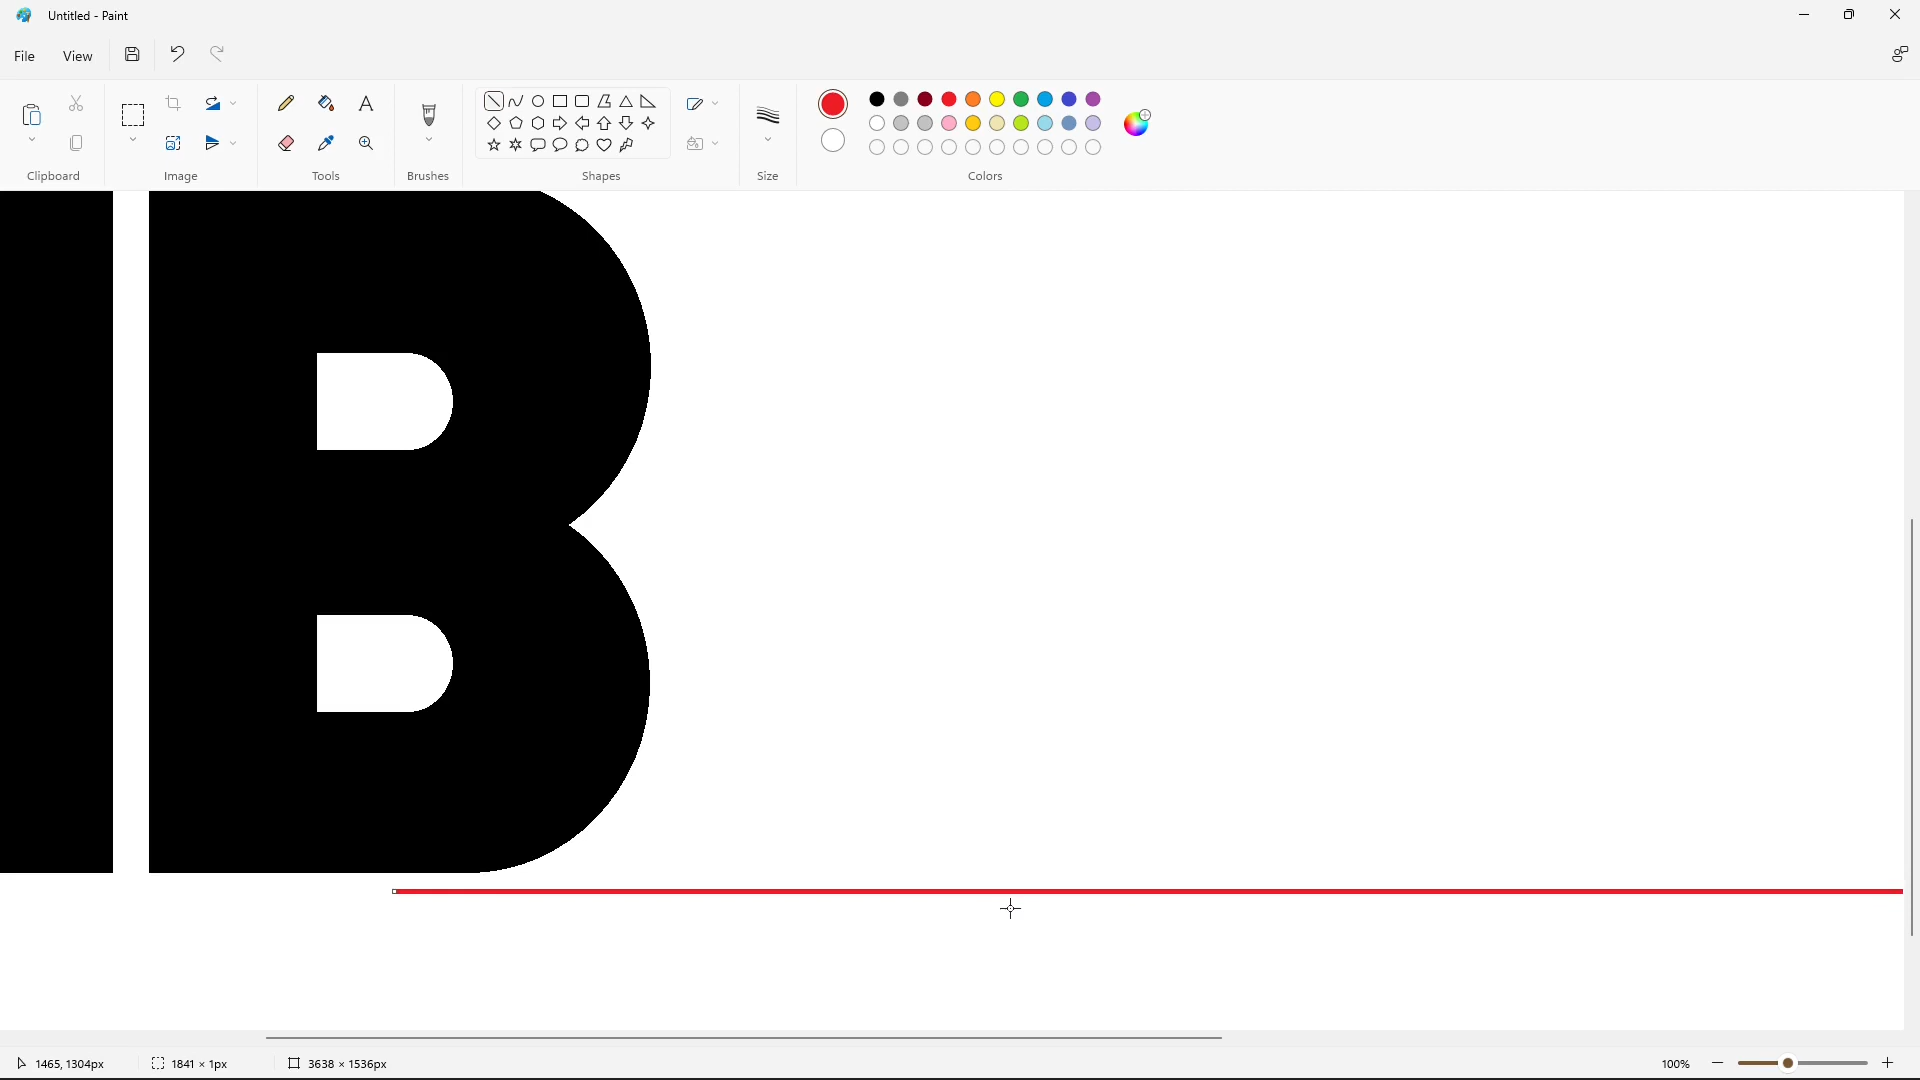 Untitled - Paint
File View
Clipboard Image Tools Brushes Shapes Size Colors
B
1465, 1304px 1841 × 1px 3638 × 1536px 100%